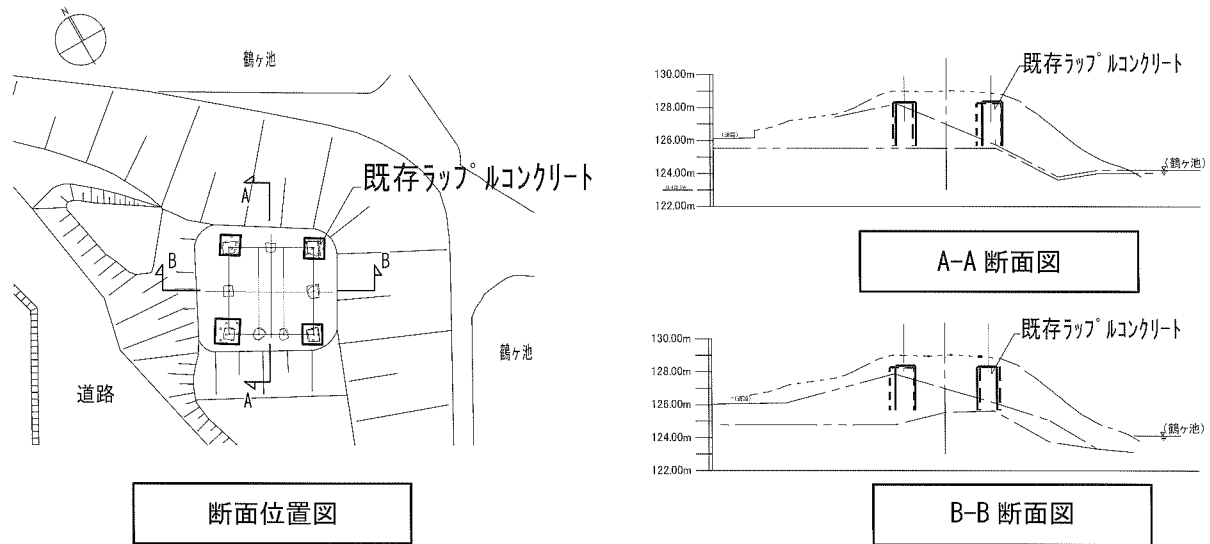 N
鶴ヶ池
既存ラップルコンクリート
A
B
B
A
道路
鶴ヶ池
断面位置図
既存ラップルコンクリート
130.00m
128.00m
126.00m
124.00m
122.00m
(道路)
(鶴ヶ池)
A-A 断面図
既存ラップルコンクリート
130.00m
128.00m
126.00m
124.00m
122.00m
(道路)
(鶴ヶ池)
B-B 断面図